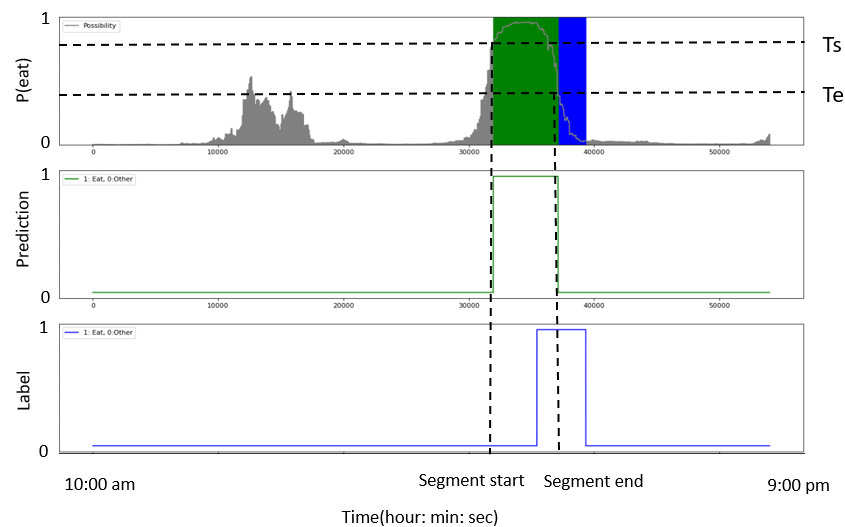 1
Possibility
Ts
P(eat)
Te
0
0 10000 20000 30000 40000 50000
1
1: Eat, 0:Other
Prediction
0
0 10000 20000 30000 40000 50000
1
1: Eat, 0:Other
Label
0
10:00 am
Segment start
Segment end
9:00 pm
Time(hour: min: sec)